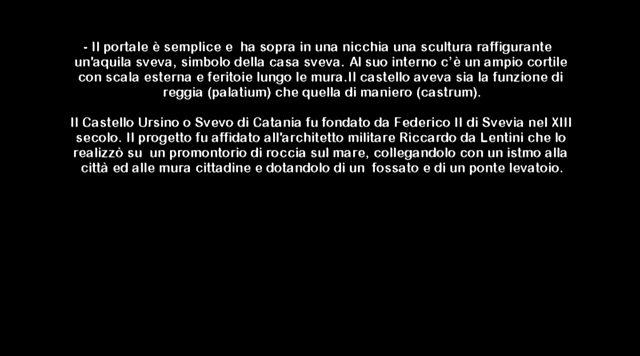 - Il portale è semplice e  ha sopra in una nicchia una scultura raffigurante
un'aquila sveva, simbolo della casa sveva. Al suo interno c’è un ampio cortile
con scala esterna e feritoie lungo le mura.Il castello aveva sia la funzione di
reggia (palatium) che quella di maniero (castrum).
Il Castello Ursino o Svevo di Catania fu fondato da Federico II di Svevia nel XIII
secolo. Il progetto fu affidato all'architetto militare Riccardo da Lentini che lo
realizzò su  un promontorio di roccia sul mare, collegandolo con un istmo alla
città ed alle mura cittadine e dotandolo di un  fossato e di un ponte levatoio.